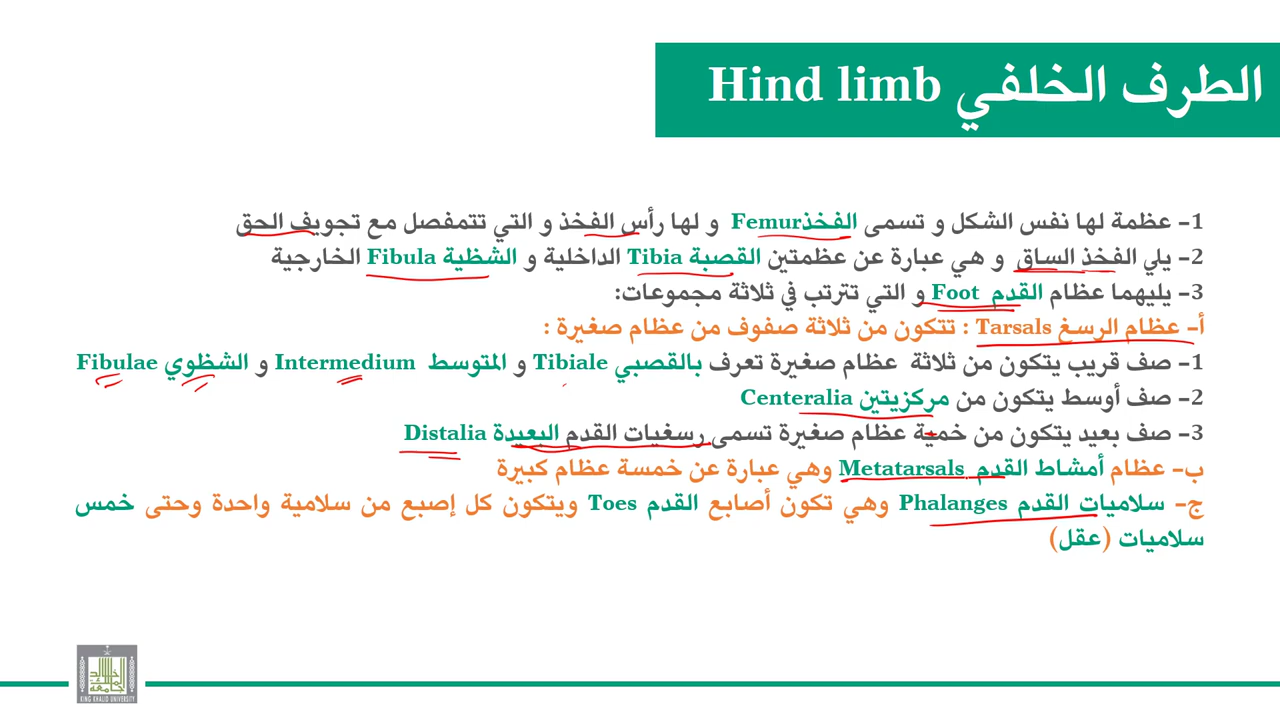 الطرف الخلفي Hind limb
1- عظمة لها نفس الشكل و تسمى الفخذ Femur و لها رأس الفخذ و التي تتمفصل مع تجويف الحق
2- يلي الفخذ الساق و هي عبارة عن عظمتين القصبة Tibia الداخلية و الشظية Fibula الخارجية
3- يليهما عظام القدم Foot و التي تترتب في ثلاثة مجموعات:
أ- عظام الرسغ Tarsals : تتكون من ثلاثة صفوف من عظام صغيرة :
1- صف قريب يتكون من ثلاثة عظام صغيرة تعرف بالقصبي Tibiale و المتوسط Intermedium و الشظوي Fibulae
2- صف أوسط يتكون من مركزيتين Centeralia
3- صف بعيد يتكون من خمية عظام صغيرة تسمى رسغيات القدم البعيدة Distalia
ب- عظام أمشاط القدم Metatarsals وهي عبارة عن خمسة عظام كبيرة
ج- سلاميات القدم Phalanges وهي تكون أصابع القدم Toes ويتكون كل إصبع من سلامية واحدة وحتى خمس
سلاميات (عقل)
KING KHALID UNIVERSITY